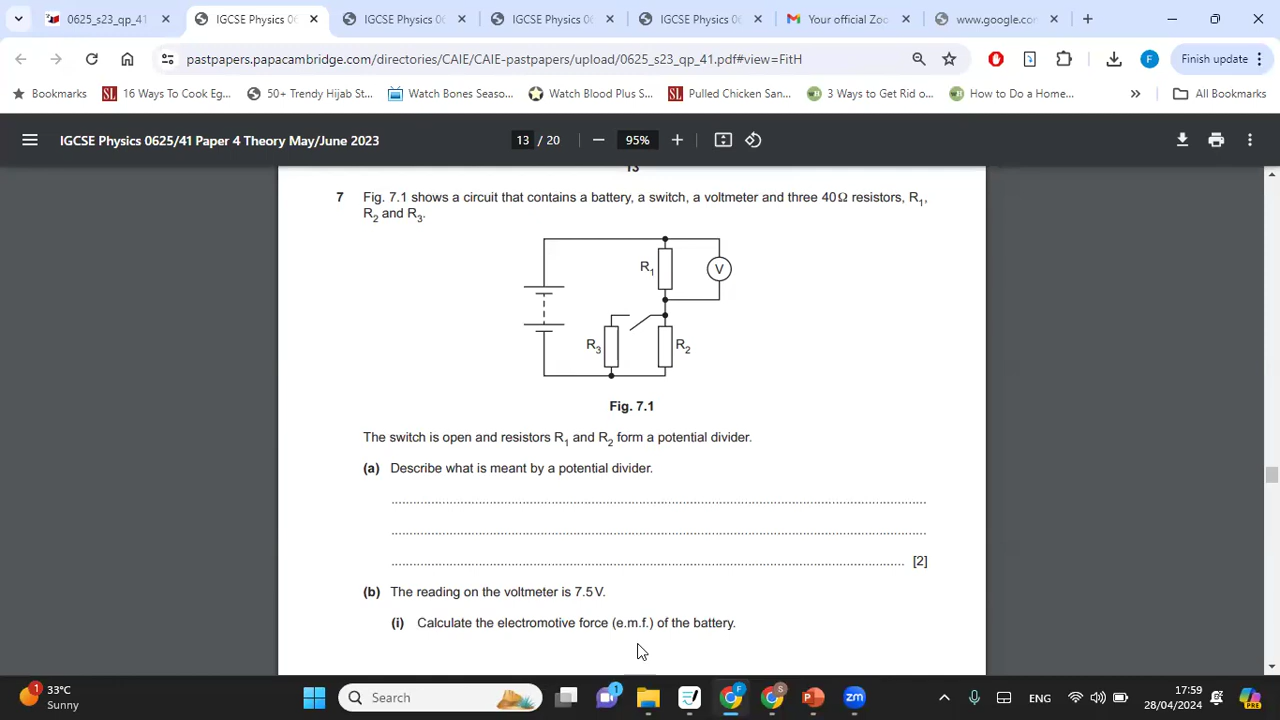 0625_s23_qp_41
IGCSE Physics 06
IGCSE Physics 0
IGCSE Physics 0
IGCSE Physics 0
Your official Zo
www.google.con
pastpapers.papacambridge.com/directories/CAIE/CAIE-pastpapers/upload/0625_s23_qp_41.pdf#view=FitH
Finish update
Bookmarks
16 Ways To Cook Eg...
50+ Trendy Hijab St...
Watch Bones Seaso...
Watch Blood Plus S...
Pulled Chicken San...
3 Ways to Get Rid o...
How to Do a Home...
All Bookmarks
IGCSE Physics 0625/41 Paper 4 Theory May/June 2023
13 / 20
95%
13
7 Fig. 7.1 shows a circuit that contains a battery, a switch, a voltmeter and three 40Ω resistors, R1,
R2 and R3.
R1
V
R3
R2
Fig. 7.1
The switch is open and resistors R1 and R2 form a potential divider.
(a) Describe what is meant by a potential divider.
[2]
(b) The reading on the voltmeter is 7.5V.
(i) Calculate the electromotive force (e.m.f.) of the battery.
1
33°C
Sunny
Search
1
F
S
zm
ENG
17:59
28/04/2024
PRE